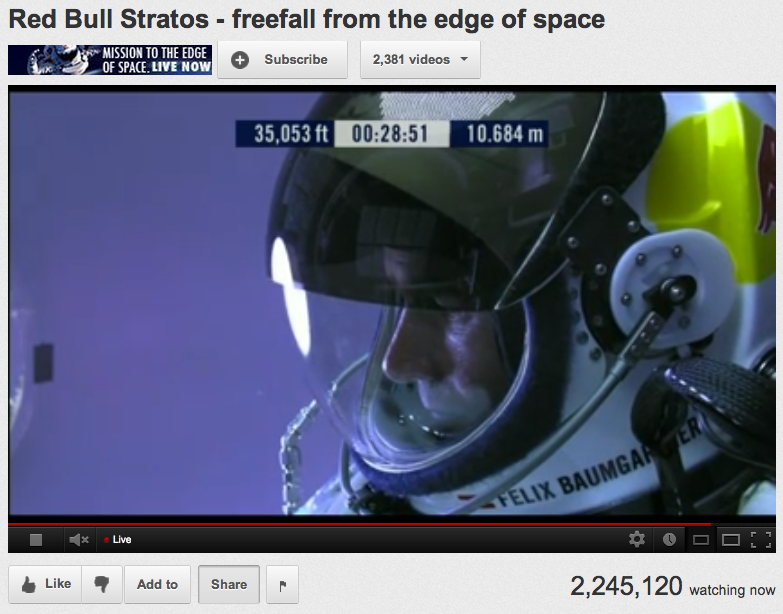 Red Bull Stratos - freefall from the edge of space
MISSION TO THE EDGE
OF SPACE. LIVE NOW
Subscribe
2,381 videos
35,053 ft 00:28:51 10.684 m
FELIX BAUMGARTNER
Live
Like
Add to
Share
2,245,120 watching now